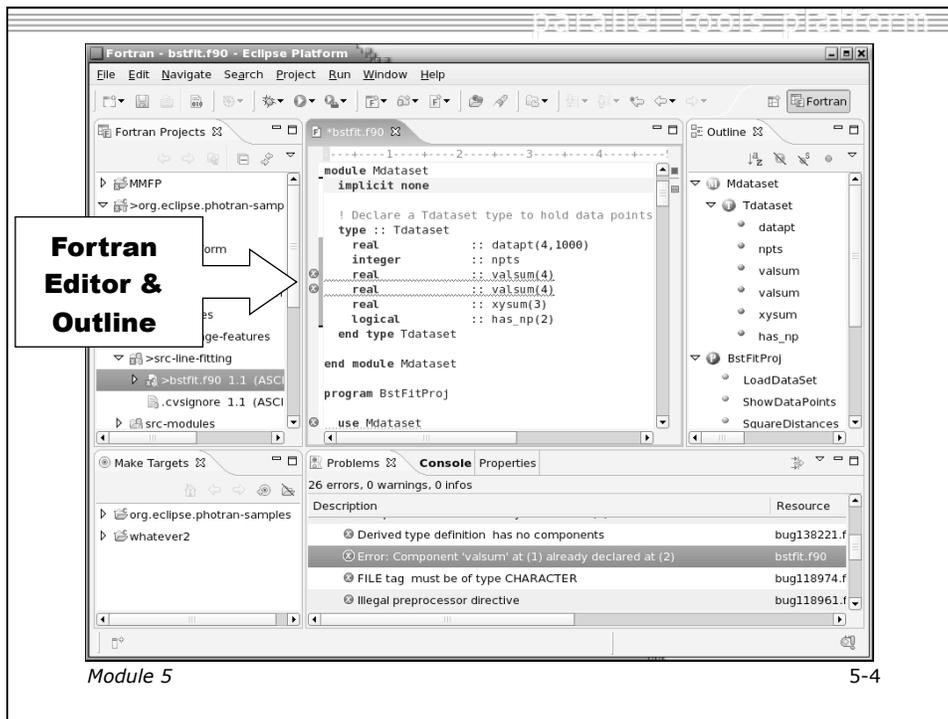 parallel tools platform
Fortran - bstfit.f90 - Eclipse Platform
File Edit Navigate Search Project Run Window Help
Fortran
Fortran Projects
MMFP
>org.eclipse.photran-samp
orm
es
ge-features
>src-line-fitting
>bstfit.f90 1.1 (ASCI
.cvsignore 1.1 (ASCI
src-modules
Fortran
Editor &
Outline
*bstfit.f90
---+----1----+----2----+----3----+----4----+----5
module Mdataset
implicit none
! Declare a Tdataset type to hold data points
type :: Tdataset
real :: datapt(4,1000)
integer :: npts
real :: valsum(4)
real :: valsum(4)
real :: xysum(3)
logical :: has_np(2)
end type Tdataset
end module Mdataset
program BstFitProj
use Mdataset
Outline
Mdataset
Tdataset
datapt
npts
valsum
valsum
xysum
has_np
BstFitProj
LoadDataSet
ShowDataPoints
SquareDistances
Make Targets
org.eclipse.photran-samples
whatever2
Problems Console Properties
26 errors, 0 warnings, 0 infos
Description Resource
Derived type definition has no components bug138221.f
Error: Component 'valsum' at (1) already declared at (2) bstfit.f90
FILE tag must be of type CHARACTER bug118974.f
Illegal preprocessor directive bug118961.f
Module 5 5-4